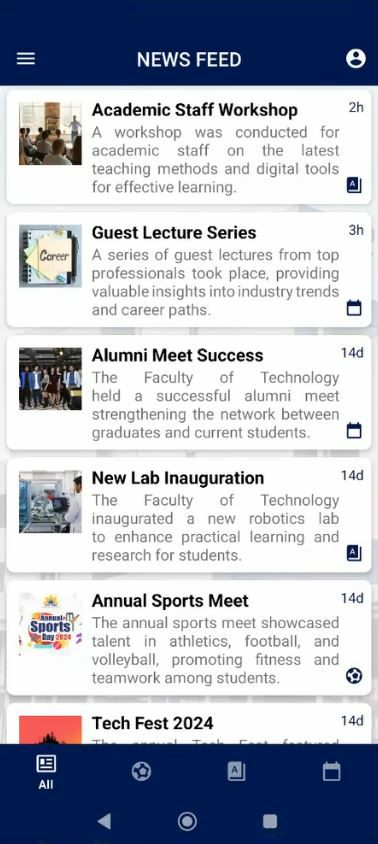 NEWS FEED
Academic Staff Workshop 2h
A workshop was conducted for
academic staff on the latest
teaching methods and digital tools
for effective learning.
A
Guest Lecture Series 3h
Career
A series of guest lectures from top
professionals took place, providing
valuable insights into industry trends
and career paths.
Alumni Meet Success 14d
The Faculty of Technology
held a successful alumni meet
strengthening the network between
graduates and current students.
New Lab Inauguration 14d
The Faculty of Technology
inaugurated a new robotics lab
to enhance practical learning and
research for students.
A
Annual Sports Meet 14d
Annual
Sports
Day 2024
The annual sports meet showcased
talent in athletics, football, and
volleyball, promoting fitness and
teamwork among students.
Tech Fest 2024 14d
The annual Tech Fest featured
A
All